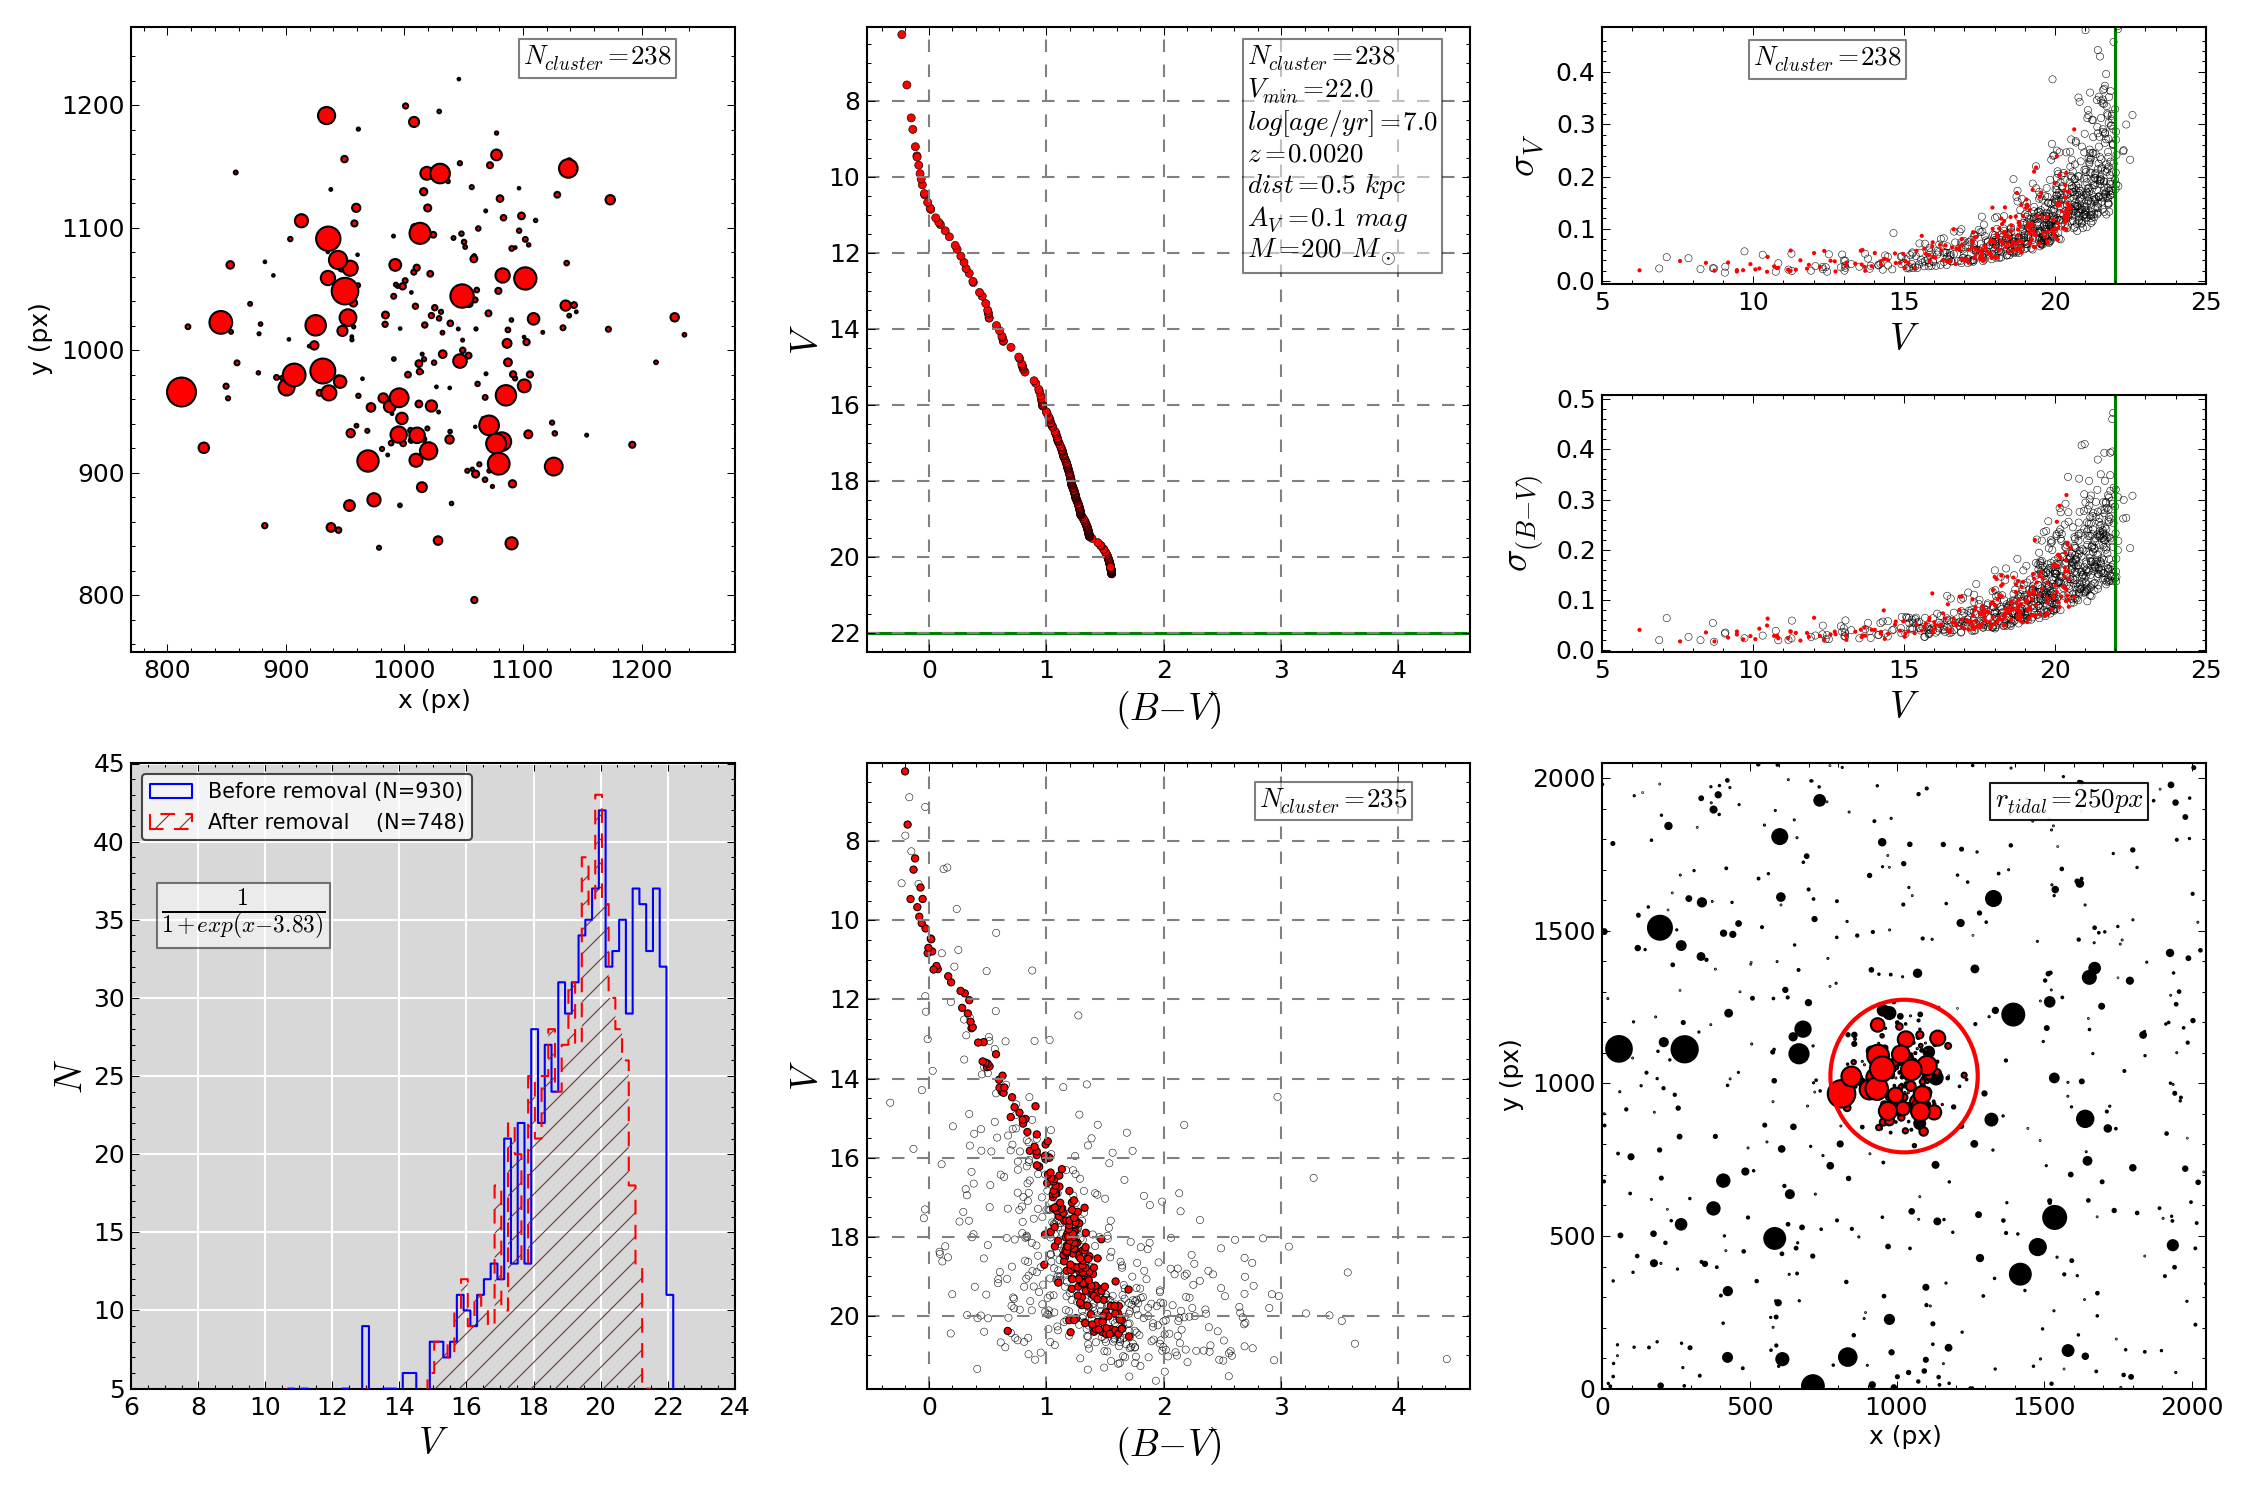 N_cluster=238
1200
1100
1000
900
800
y (px)
800 900 1000 1100 1200
x (px)
N_cluster=238
V_min=22.0
log[age/yr]=7.0
z=0.0020
dist=0.5 kpc
A_V=0.1 mag
M=200 M_⊙
8
10
12
14
16
18
20
22
V
0 1 2 3 4
(B−V)
N_cluster=238
0.4
0.3
0.2
0.1
0.0
σ_V
5 10 15 20 25
V
0.5
0.4
0.3
0.2
0.1
0.0
σ_(B−V)
5 10 15 20 25
V
Before removal (N=930)
After removal (N=748)
1
1+exp(x−3.83)
45
40
35
30
25
20
15
10
5
N
6 8 10 12 14 16 18 20 22 24
V
N_cluster=235
8
10
12
14
16
18
20
V
0 1 2 3 4
(B−V)
r_tidal=250px
2000
1500
1000
500
0
y (px)
0 500 1000 1500 2000
x (px)